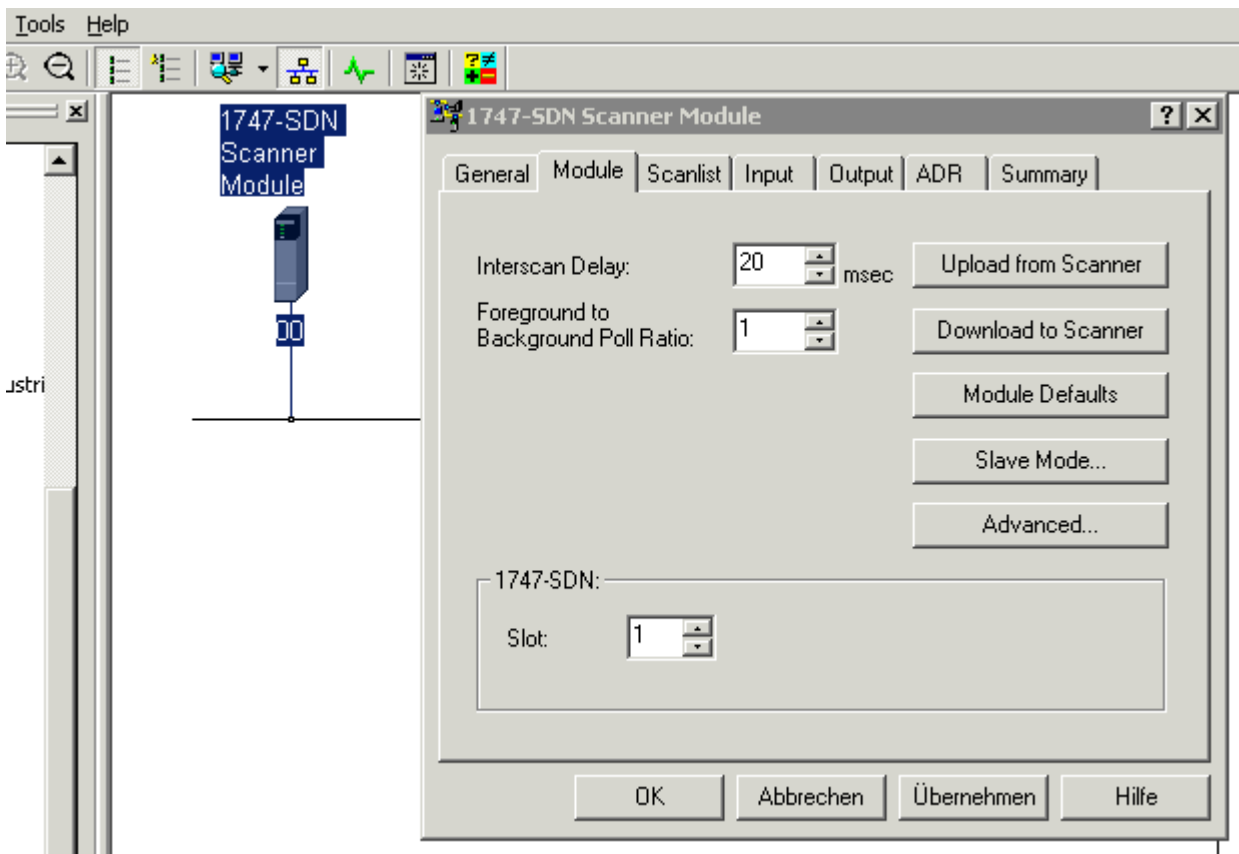 Tools Help
ustri
1747-SDN
Scanner
Module
00
1747-SDN Scanner Module
General Module Scanlist Input Output ADR Summary
Interscan Delay: 20 msec Upload from Scanner
Foreground to
Background Poll Ratio: 1 Download to Scanner
Module Defaults
Slave Mode...
Advanced...
1747-SDN:
Slot: 1
OK Abbrechen Übernehmen Hilfe